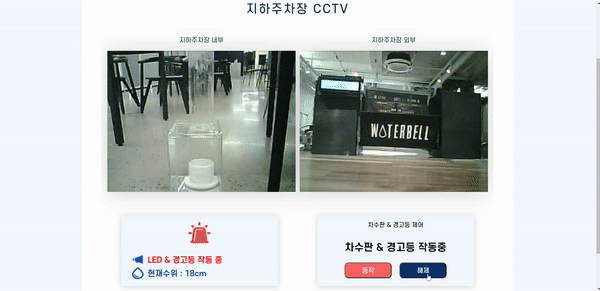 지하주차장 CCTV
지하주차장 내부
지하주차장 외부
WATERBELL
LED & 경고등 작동 중
현재수위 : 18cm
차수판 & 경고등 제어
차수판 & 경고등 작동중
동작
해제